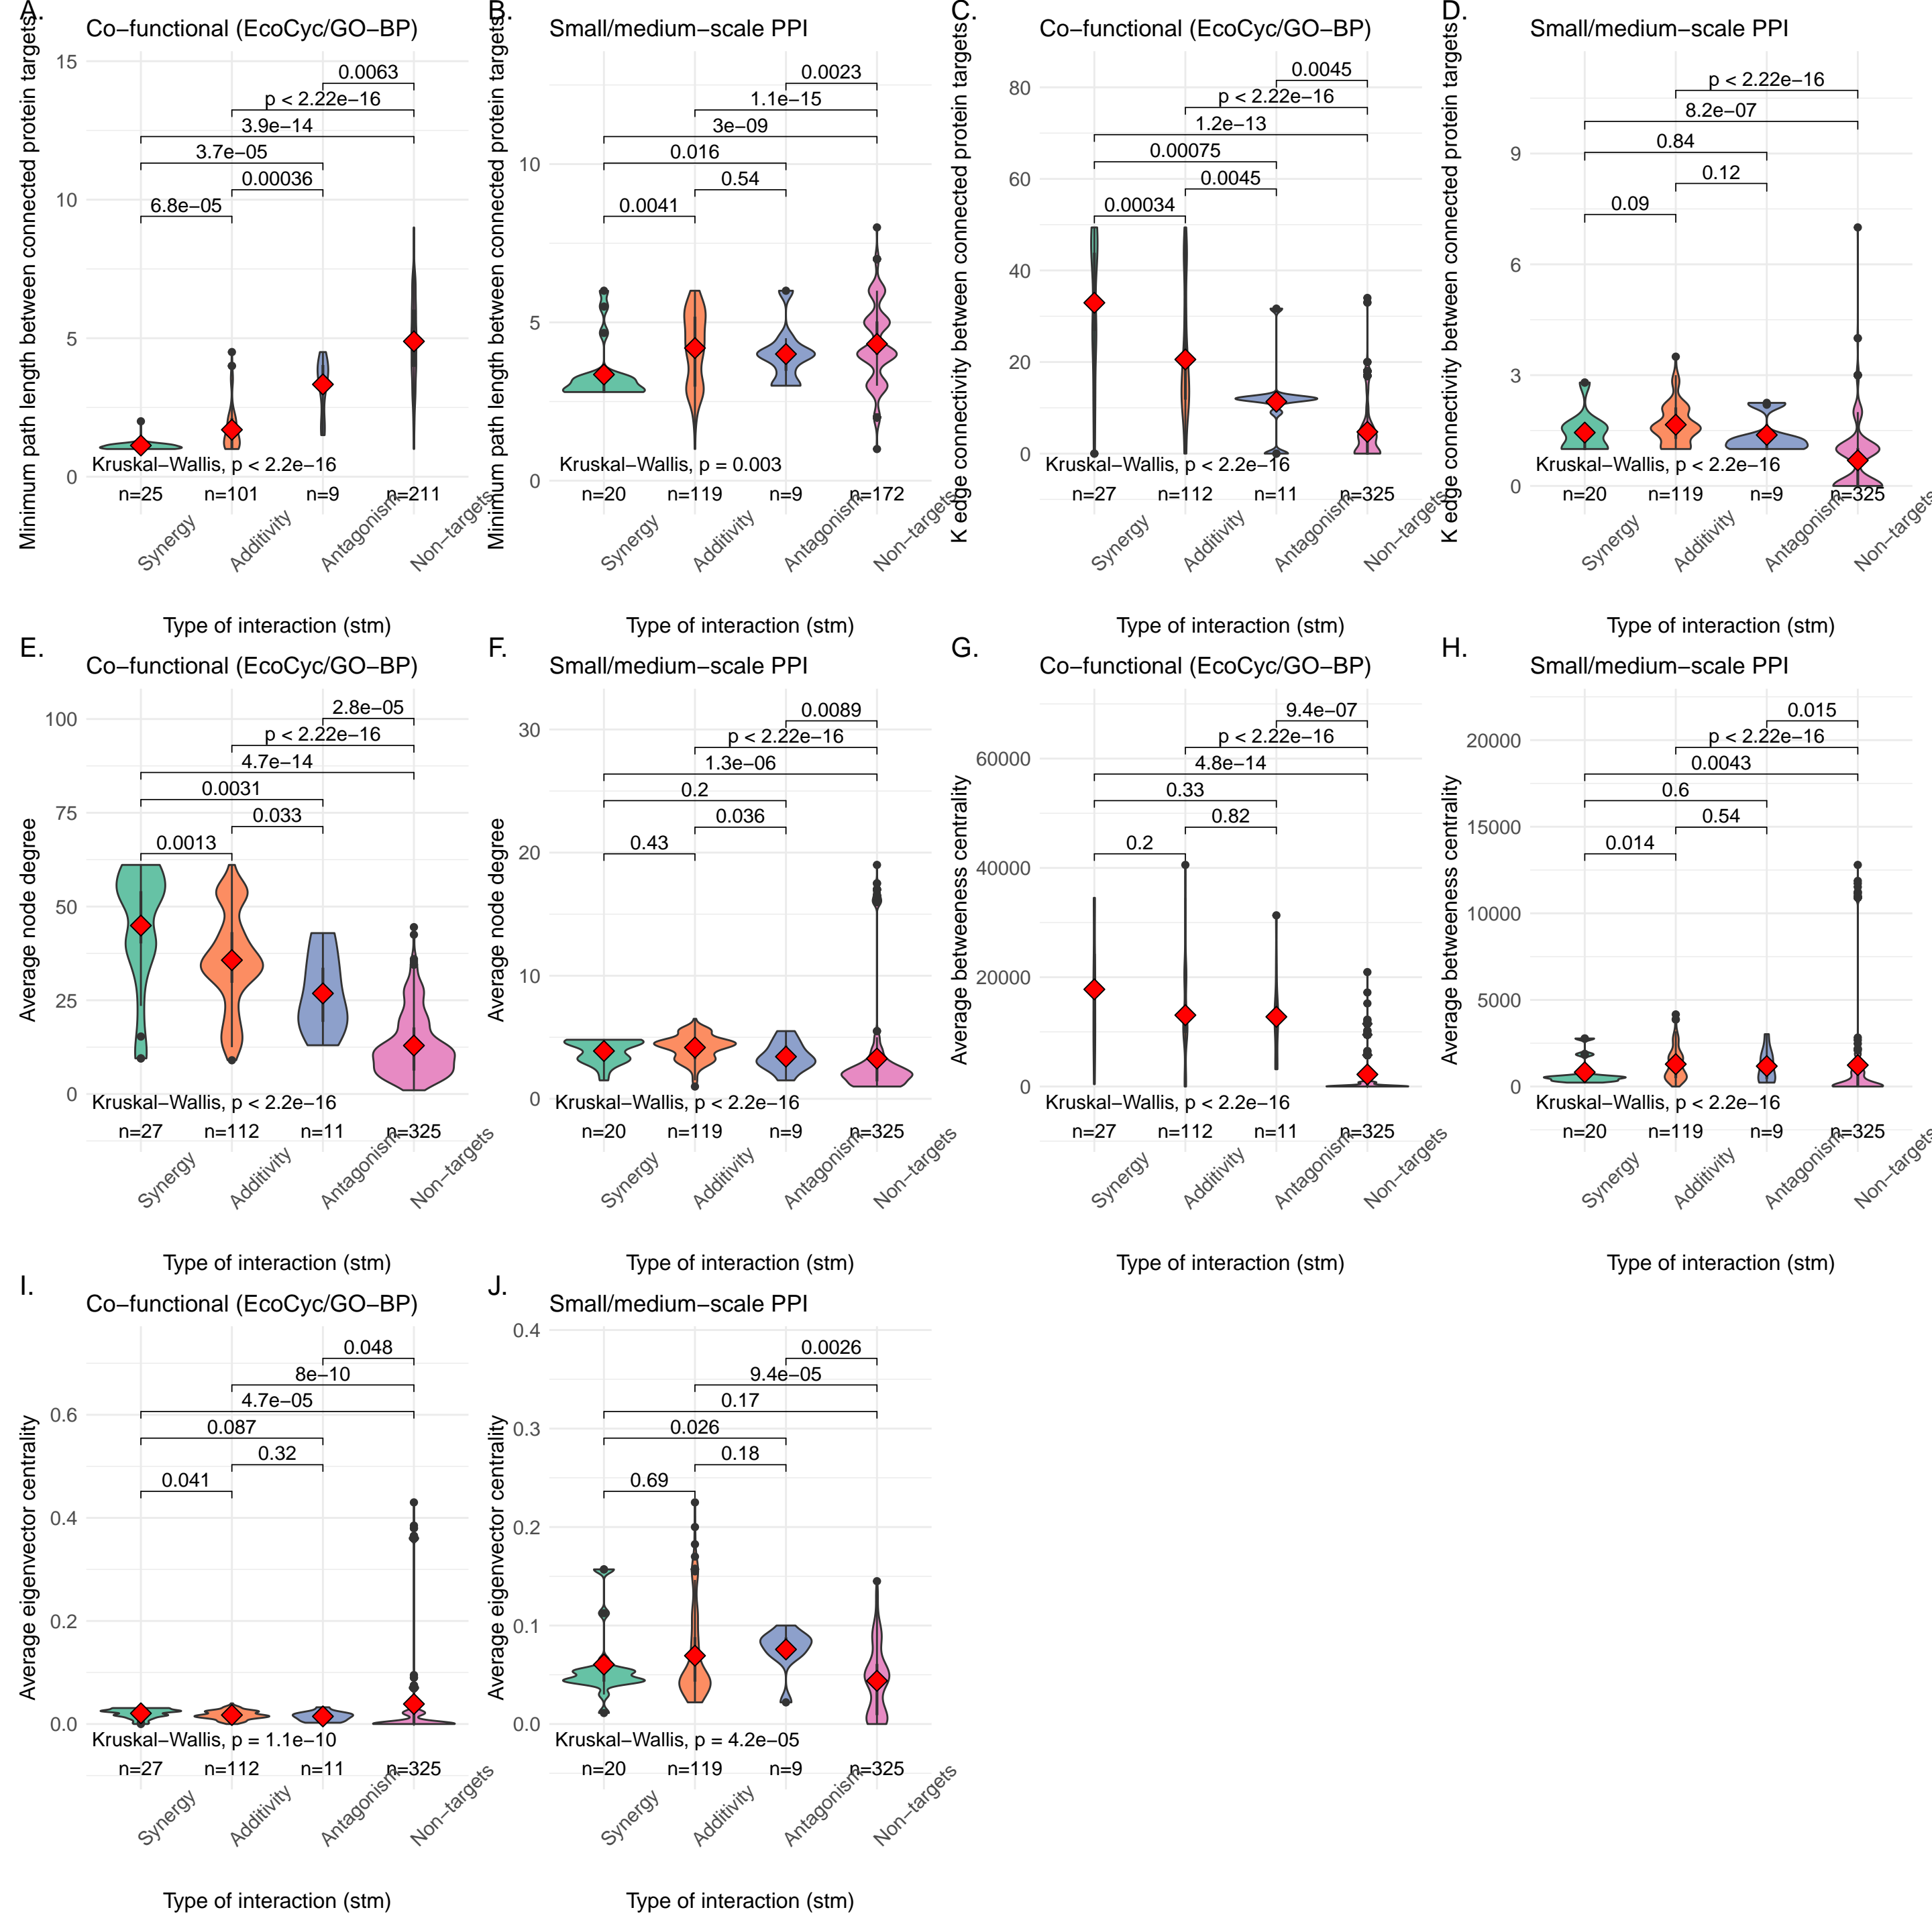 A.
Co−functional (EcoCyc/GO−BP)
Minimum path length between connected protein targets
15
10
5
0
0.0063
p < 2.22e−16
3.9e−14
3.7e−05
0.00036
6.8e−05
Kruskal−Wallis, p < 2.2e−16
n=25
n=101
n=9
n=211
Synergy
Additivity
Antagonism
Non−targets
Type of interaction (stm)
B.
Small/medium−scale PPI
Minimum path length between connected protein targets
10
5
0
0.0023
1.1e−15
3e−09
0.016
0.54
0.0041
Kruskal−Wallis, p = 0.003
n=20
n=119
n=9
n=172
Synergy
Additivity
Antagonism
Non−targets
Type of interaction (stm)
C.
Co−functional (EcoCyc/GO−BP)
K edge connectivity between connected protein targets
80
60
40
20
0
0.0045
p < 2.22e−16
1.2e−13
0.00075
0.0045
0.00034
Kruskal−Wallis, p < 2.2e−16
n=27
n=112
n=11
n=325
Synergy
Additivity
Antagonism
Non−targets
Type of interaction (stm)
D.
Small/medium−scale PPI
K edge connectivity between connected protein targets
9
6
3
0
p < 2.22e−16
8.2e−07
0.84
0.12
0.09
Kruskal−Wallis, p < 2.2e−16
n=20
n=119
n=9
n=325
Synergy
Additivity
Antagonism
Non−targets
Type of interaction (stm)
E.
Co−functional (EcoCyc/GO−BP)
Average node degree
100
75
50
25
0
2.8e−05
p < 2.22e−16
4.7e−14
0.0031
0.033
0.0013
Kruskal−Wallis, p < 2.2e−16
n=27
n=112
n=11
n=325
Synergy
Additivity
Antagonism
Non−targets
Type of interaction (stm)
F.
Small/medium−scale PPI
Average node degree
30
20
10
0
0.0089
p < 2.22e−16
1.3e−06
0.2
0.036
0.43
Kruskal−Wallis, p < 2.2e−16
n=20
n=119
n=9
n=325
Synergy
Additivity
Antagonism
Non−targets
Type of interaction (stm)
G.
Co−functional (EcoCyc/GO−BP)
Average betweeness centrality
60000
40000
20000
0
9.4e−07
p < 2.22e−16
4.8e−14
0.33
0.82
0.2
Kruskal−Wallis, p < 2.2e−16
n=27
n=112
n=11
n=325
Synergy
Additivity
Antagonism
Non−targets
Type of interaction (stm)
H.
Small/medium−scale PPI
Average betweeness centrality
20000
15000
10000
5000
0
0.015
p < 2.22e−16
0.0043
0.6
0.54
0.014
Kruskal−Wallis, p < 2.2e−16
n=20
n=119
n=9
n=325
Synergy
Additivity
Antagonism
Non−targets
Type of interaction (stm)
I.
Co−functional (EcoCyc/GO−BP)
Average eigenvector centrality
0.6
0.4
0.2
0.0
0.048
8e−10
4.7e−05
0.087
0.32
0.041
Kruskal−Wallis, p = 1.1e−10
n=27
n=112
n=11
n=325
Synergy
Additivity
Antagonism
Non−targets
Type of interaction (stm)
J.
Small/medium−scale PPI
Average eigenvector centrality
0.4
0.3
0.2
0.1
0.0
0.0026
9.4e−05
0.17
0.026
0.18
0.69
Kruskal−Wallis, p = 4.2e−05
n=20
n=119
n=9
n=325
Synergy
Additivity
Antagonism
Non−targets
Type of interaction (stm)